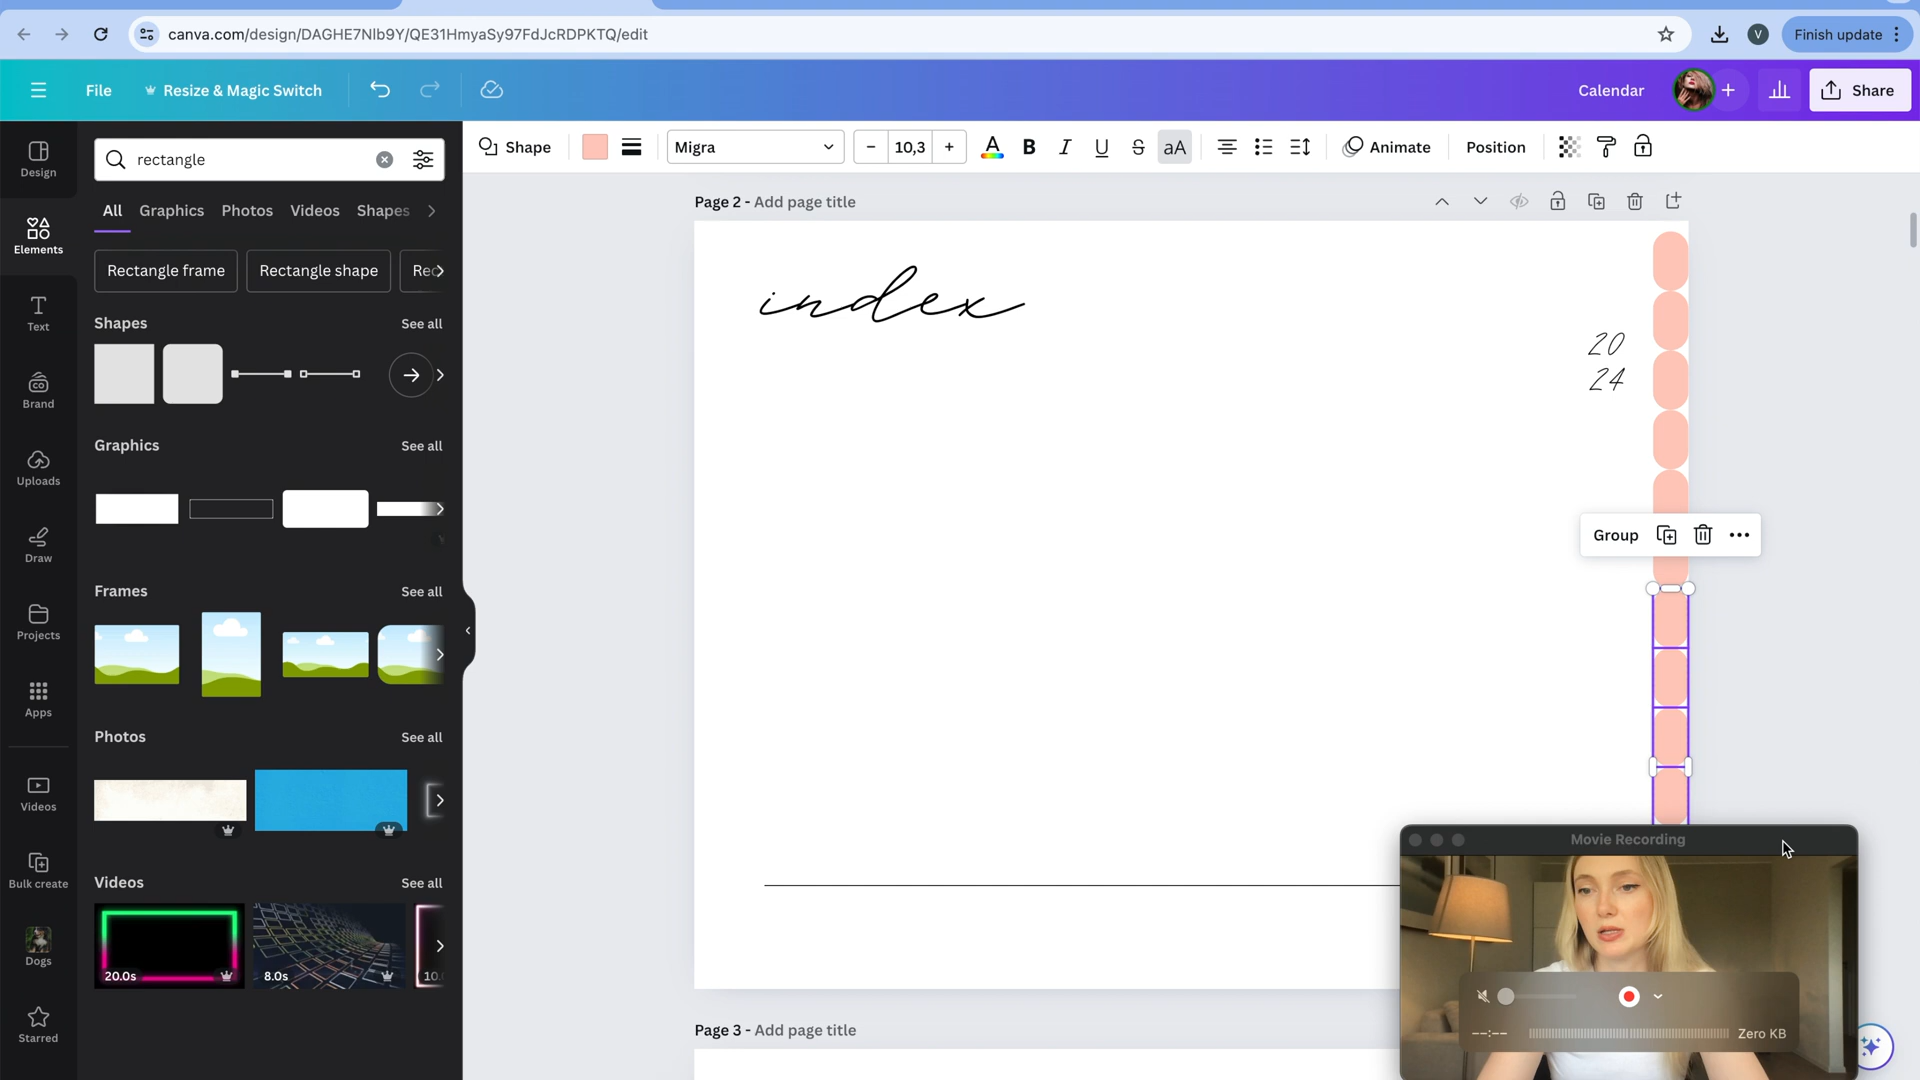 canva.com/design/DAGHE7Nlb9Y/QE31HmyaSy97FdJcRDPKTQ/edit
V
Finish update
File
Resize & Magic Switch
Calendar
Share
Design
Elements
Text
Brand
Uploads
Draw
Projects
Apps
Videos
Bulk create
Dogs
Starred
rectangle
All
Graphics
Photos
Videos
Shapes
Rectangle frame
Rectangle shape
Rec
Shapes
See all
Graphics
See all
Frames
See all
Photos
See all
Videos
See all
20.0s
8.0s
10.
Shape
Migra
10,3
B
I
U
S
aA
Animate
Position
Page 2 - Add page title
index
20
24
Group
Page 3 - Add page title
Movie Recording
--:--
Zero KB